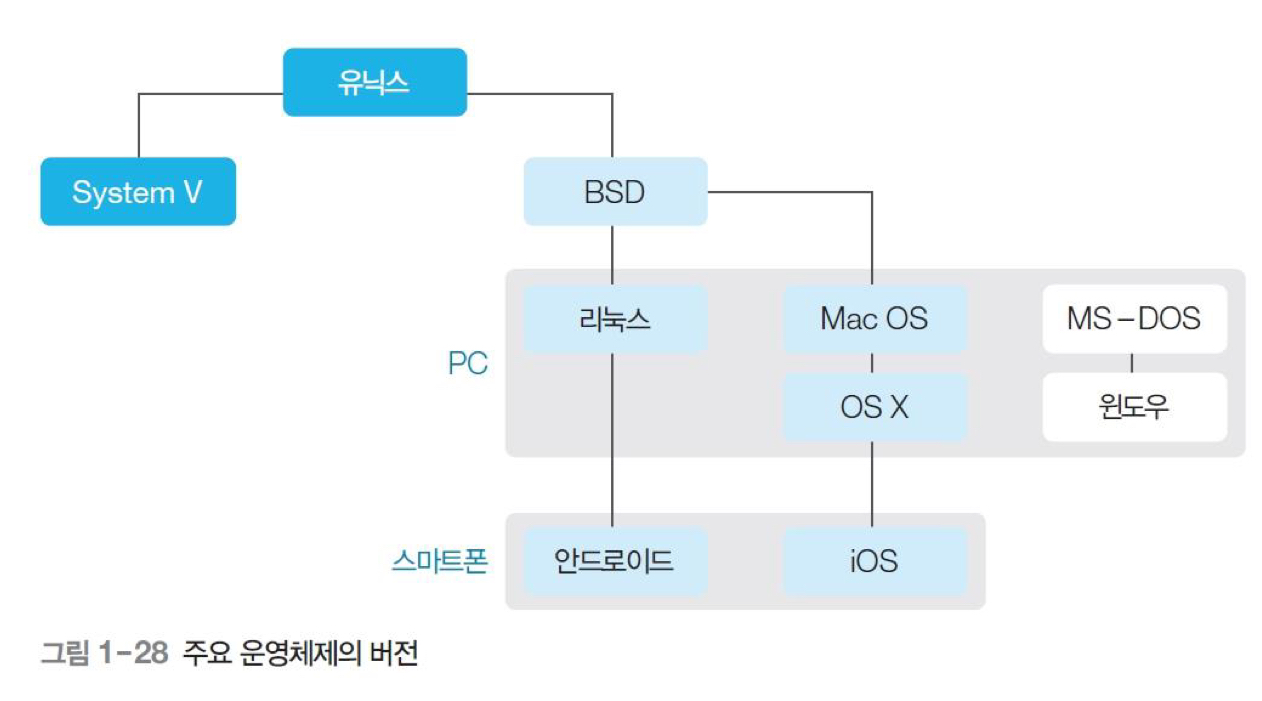 유닉스
System V
BSD
리눅스
Mac OS
MS-DOS
PC
OS X
윈도우
스마트폰
안드로이드
iOS
그림 1-28 주요 운영체제의 버전